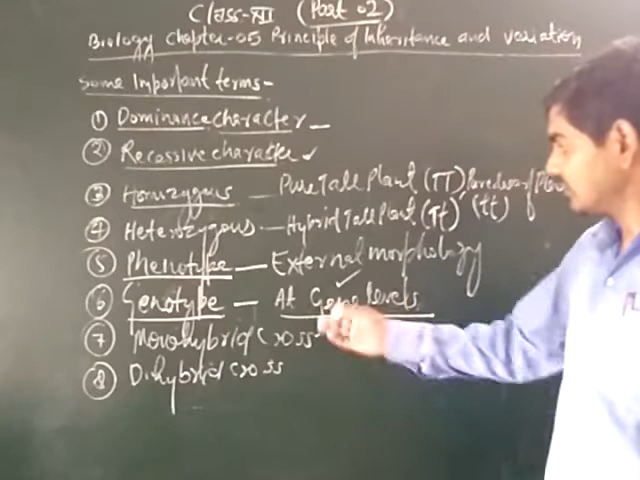 Class-XII (Part 02)
Biology Chapter-05 Principle of Inheritance and variation
Some Important terms-
① Dominance character -
② Recessive character ✓
③ Homozygous - Pure Tall Plant (TT)
④ Heterozygous - Hybrid Tall Plant (Tt) (tt)
⑤ Phenotype - External morphology
⑥ Genotype - At Gene levels
⑦ Monohybrid Cross
⑧ Dihybrid cross